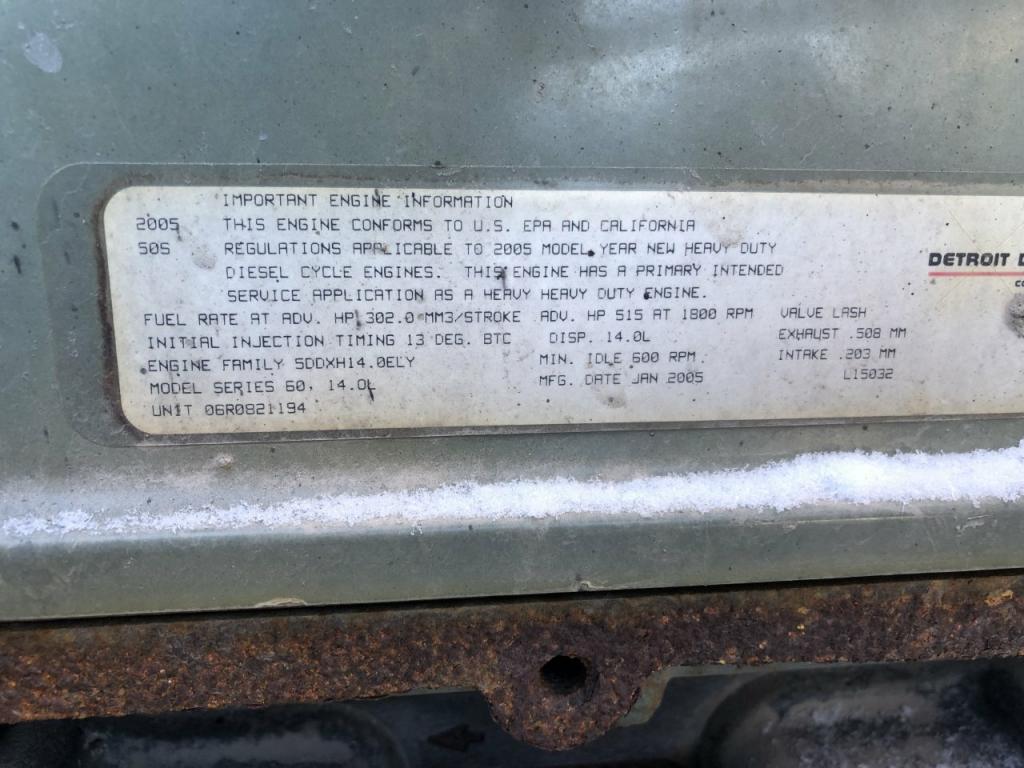 IMPORTANT ENGINE INFORMATION
2005 THIS ENGINE CONFORMS TO U.S. EPA AND CALIFORNIA
505 REGULATIONS APPLICABLE TO 2005 MODEL YEAR NEW HEAVY DUTY
DIESEL CYCLE ENGINES. THIS ENGINE HAS A PRIMARY INTENDED
SERVICE APPLICATION AS A HEAVY HEAVY DUTY ENGINE.
FUEL RATE AT ADV. HP 302.0 MM3/STROKE ADV. HP 515 AT 1800 RPM VALVE LASH
INITIAL INJECTION TIMING 13 DEG. BTC DISP. 14.0L EXHAUST .508 MM
ENGINE FAMILY 5DDXH14.0ELY MIN. IDLE 600 RPM. INTAKE .203 MM
MODEL SERIES 60, 14.0L MFG. DATE JAN 2005 L15032
UNIT 06R0821194
DETROIT D
CO